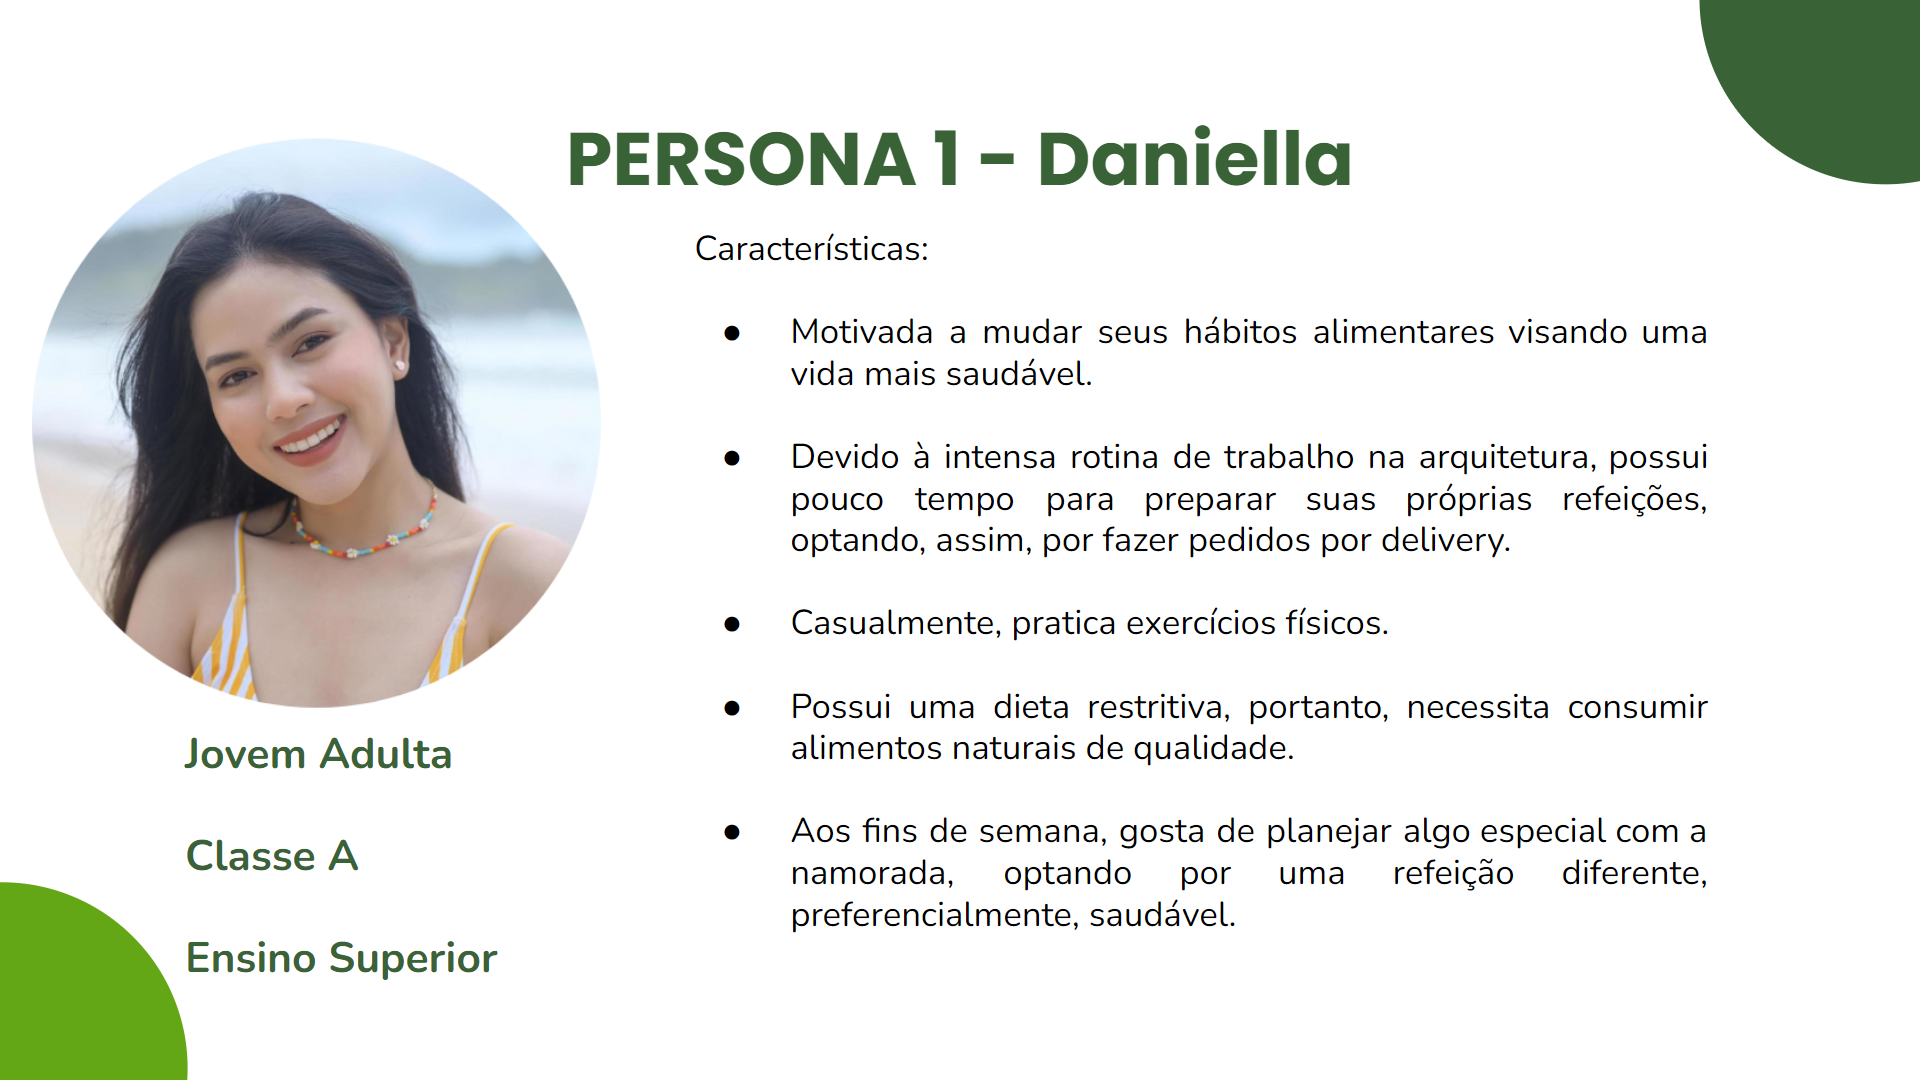 PERSONA 1 - Daniella
Características:
● Motivada a mudar seus hábitos alimentares visando uma
vida mais saudável.
● Devido à intensa rotina de trabalho na arquitetura, possui
pouco tempo para preparar suas próprias refeições,
optando, assim, por fazer pedidos por delivery.
● Casualmente, pratica exercícios físicos.
● Possui uma dieta restritiva, portanto, necessita consumir
alimentos naturais de qualidade.
● Aos fins de semana, gosta de planejar algo especial com a
namorada, optando por uma refeição diferente,
preferencialmente, saudável.
Jovem Adulta
Classe A
Ensino Superior